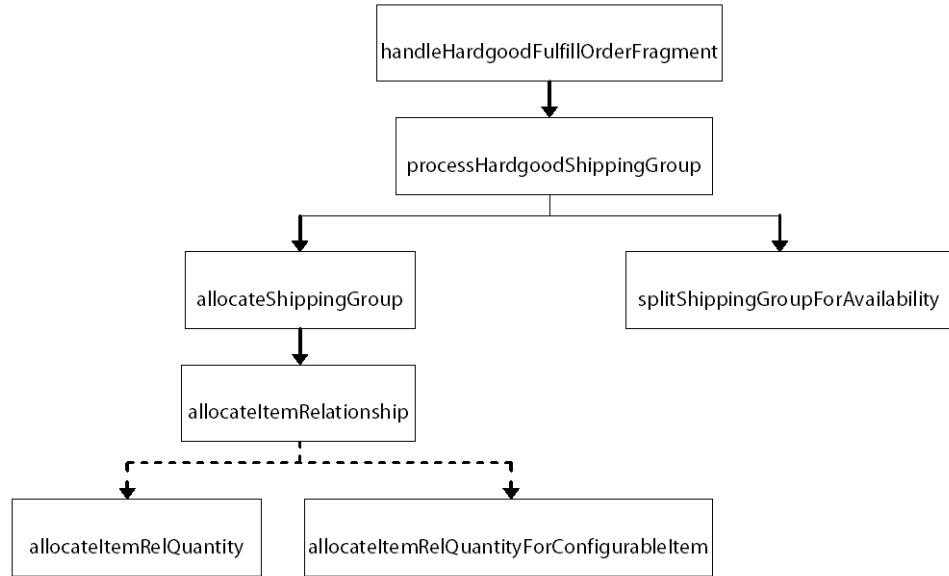 handleHardgoodFulfillOrderFragment
processHardgoodShippingGroup
allocateShippingGroup
splitShippingGroupForAvailability
allocateItemRelationship
allocateItemRelQuantity
allocateItemRelQuantityForConfigurableItem